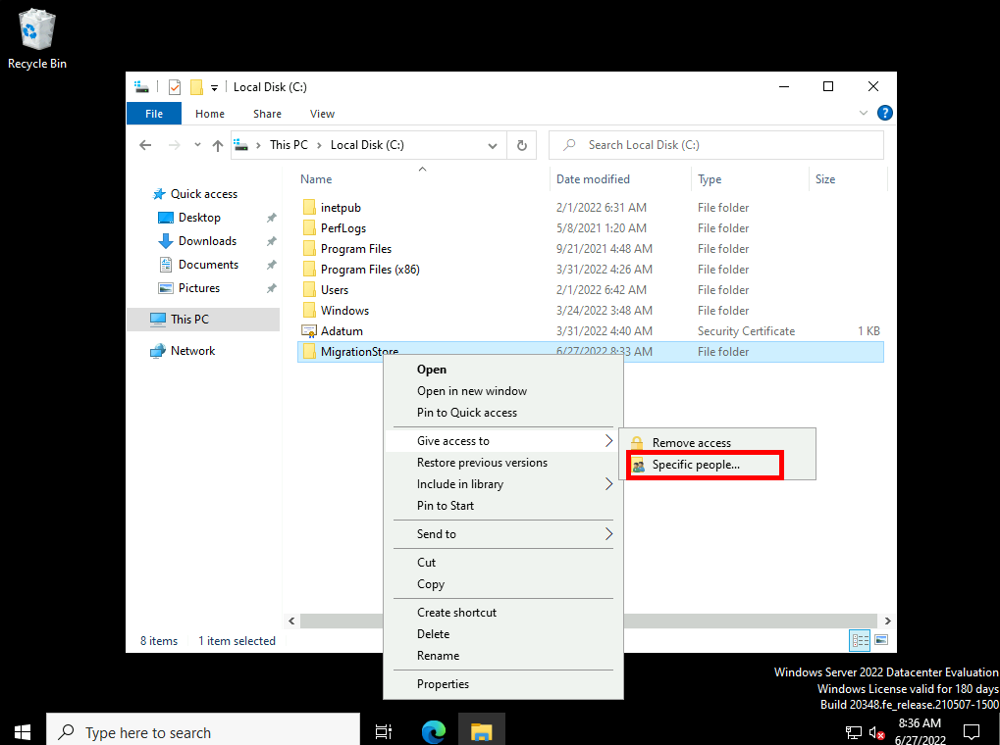 Recycle Bin
Local Disk (C:)
File Home Share View
This PC Local Disk (C:)
Search Local Disk (C:)
Name Date modified Type Size
Quick access
Desktop
Downloads
Documents
Pictures
This PC
Network
inetpub 2/1/2022 6:31 AM File folder
PerfLogs 5/8/2021 1:20 AM File folder
Program Files 9/21/2021 4:48 AM File folder
Program Files (x86) 3/31/2022 4:26 AM File folder
Users 2/1/2022 6:42 AM File folder
Windows 3/24/2022 3:48 AM File folder
Adatum 3/31/2022 4:40 AM Security Certificate 1 KB
MigrationStore 6/27/2022 8:33 AM File folder
Open
Open in new window
Pin to Quick access
Give access to
Restore previous versions
Include in library
Pin to Start
Send to
Cut
Copy
Create shortcut
Delete
Rename
Properties
Remove access
Specific people...
8 items 1 item selected
Windows Server 2022 Datacenter Evaluation
Windows License valid for 180 days
Build 20348.fe_release.210507-1500
Type here to search
8:36 AM
6/27/2022